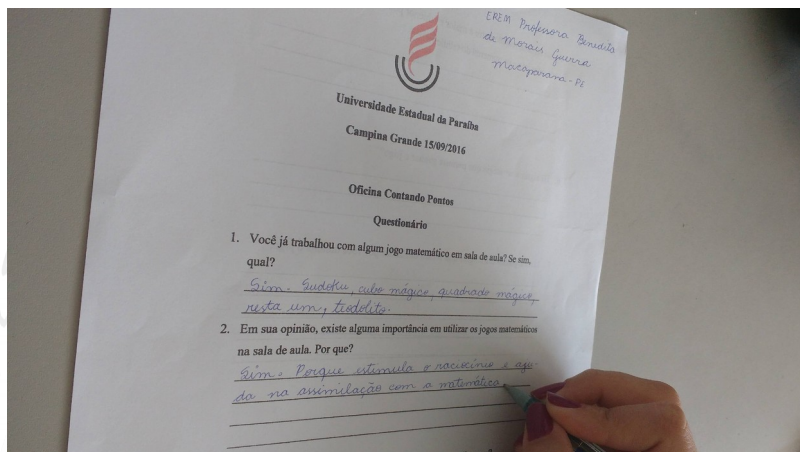 EREM Professora Benedita
de Morais Guerra
Macaparana - PE
Universidade Estadual da Paraíba
Campina Grande 15/09/2016
Oficina Contando Pontos
Questionário
1. Você já trabalhou com algum jogo matemático em sala de aula? Se sim,
qual?
Sim. Sudoku, cubo mágico, quadrado mágico,
resta um, teodolito.
2. Em sua opinião, existe alguma importância em utilizar os jogos matemáticos
na sala de aula. Por que?
Sim. Porque estimula o raciocínio e aju-
da na assimilação com a matemática.